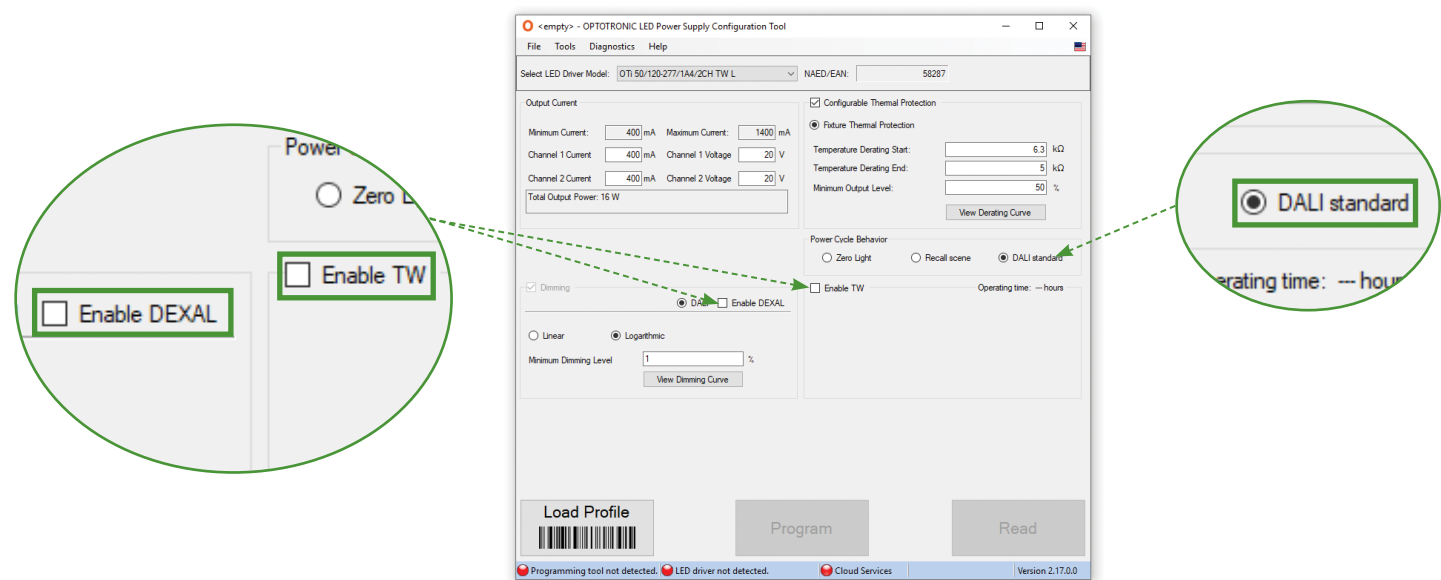 <empty> - OPTOTRONIC LED Power Supply Configuration Tool
File Tools Diagnostics Help
Select LED Driver Model: OTi 50/120-277/1A4/2CH TW L NAED/EAN: 58287
Output Current
Minimum Current: 400 mA Maximum Current: 1400 mA
Channel 1 Current 400 mA Channel 1 Voltage 20 V
Channel 2 Current 400 mA Channel 2 Voltage 20 V
Total Output Power: 16 W
Configurable Thermal Protection
Fixture Thermal Protection
Temperature Derating Start: 6.3 kΩ
Temperature Derating End: 5 kΩ
Minimum Output Level: 50 %
View Derating Curve
Power Cycle Behavior
Zero Light Recall scene DALI standard
Dimming
DALI Enable DEXAL
Linear Logarithmic
Minimum Dimming Level 1 %
View Dimming Curve
Enable TW Operating time: --- hours
Load Profile
Program
Read
Programming tool not detected. LED driver not detected. Cloud Services Version 2.17.0.0
Power
Zero L
Enable TW
Enable DEXAL
DALI standard
erating time: --- hou